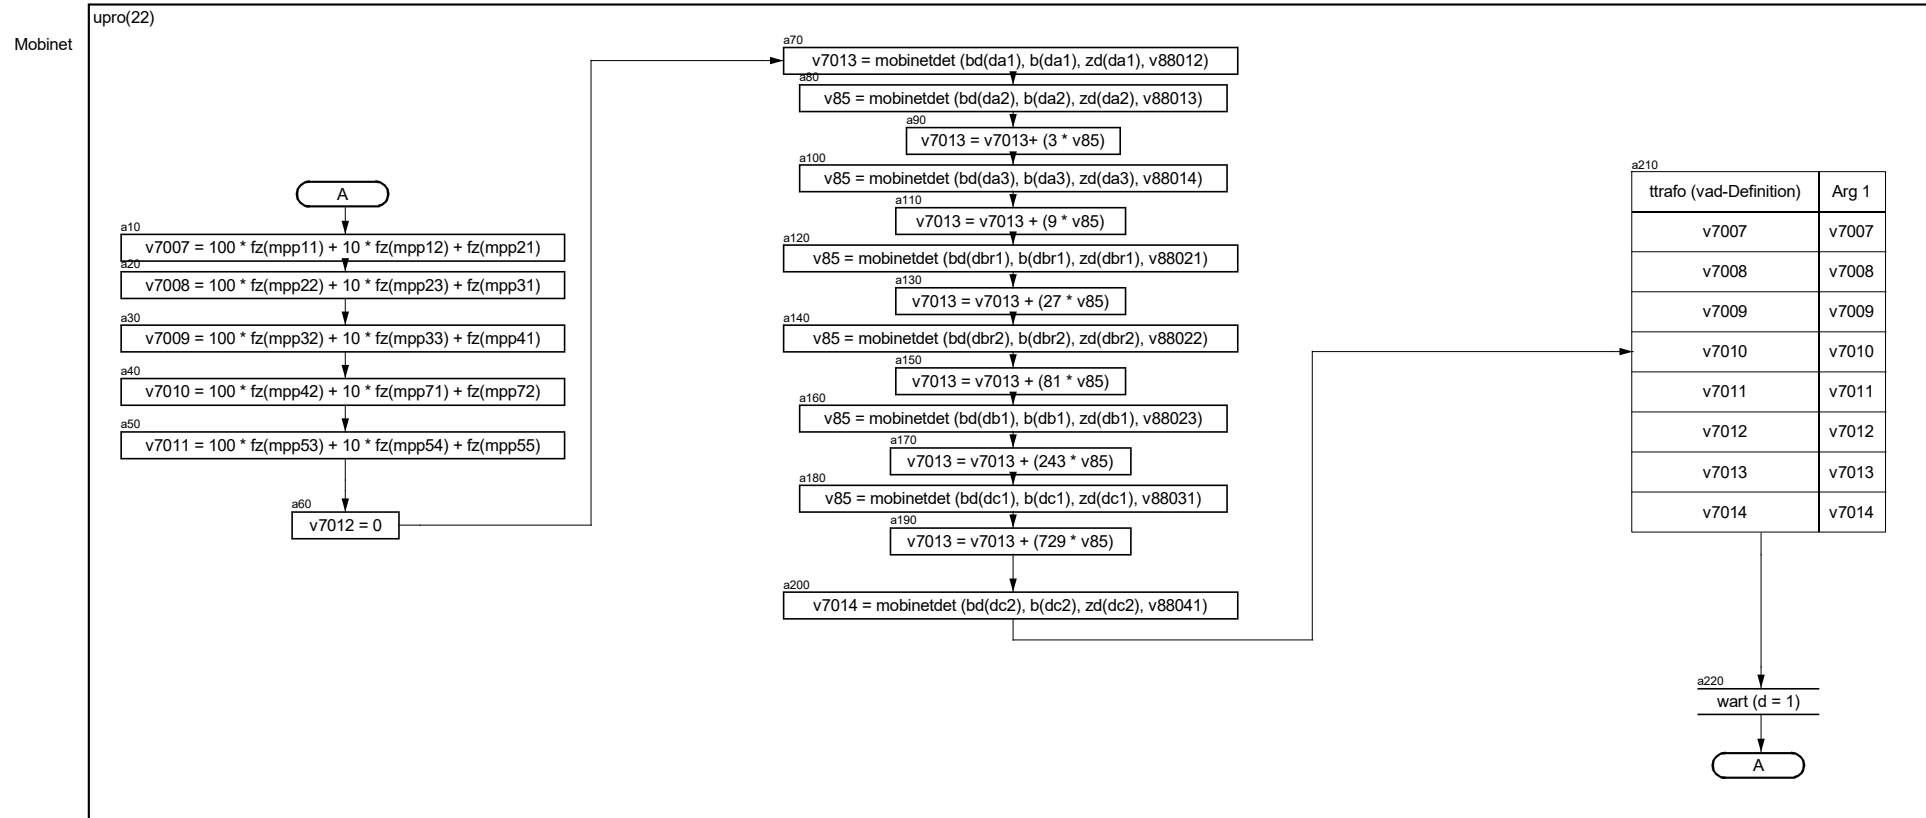 upro(22)
Mobinet
A
a10
v7007 = 100 * fz(mpp11) + 10 * fz(mpp12) + fz(mpp21)
a20
v7008 = 100 * fz(mpp22) + 10 * fz(mpp23) + fz(mpp31)
a30
v7009 = 100 * fz(mpp32) + 10 * fz(mpp33) + fz(mpp41)
a40
v7010 = 100 * fz(mpp42) + 10 * fz(mpp71) + fz(mpp72)
a50
v7011 = 100 * fz(mpp53) + 10 * fz(mpp54) + fz(mpp55)
a60
v7012 = 0
a70
v7013 = mobinetdet (bd(da1), b(da1), zd(da1), v88012)
a80
v85 = mobinetdet (bd(da2), b(da2), zd(da2), v88013)
a90
v7013 = v7013+ (3 * v85)
a100
v85 = mobinetdet (bd(da3), b(da3), zd(da3), v88014)
a110
v7013 = v7013 + (9 * v85)
a120
v85 = mobinetdet (bd(dbr1), b(dbr1), zd(dbr1), v88021)
a130
v7013 = v7013 + (27 * v85)
a140
v85 = mobinetdet (bd(dbr2), b(dbr2), zd(dbr2), v88022)
a150
v7013 = v7013 + (81 * v85)
a160
v85 = mobinetdet (bd(db1), b(db1), zd(db1), v88023)
a170
v7013 = v7013 + (243 * v85)
a180
v85 = mobinetdet (bd(dc1), b(dc1), zd(dc1), v88031)
a190
v7013 = v7013 + (729 * v85)
a200
v7014 = mobinetdet (bd(dc2), b(dc2), zd(dc2), v88041)
a210
ttrafo (vad-Definition) Arg 1
v7007 v7007
v7008 v7008
v7009 v7009
v7010 v7010
v7011 v7011
v7012 v7012
v7013 v7013
v7014 v7014
a220
wart (d = 1)
A